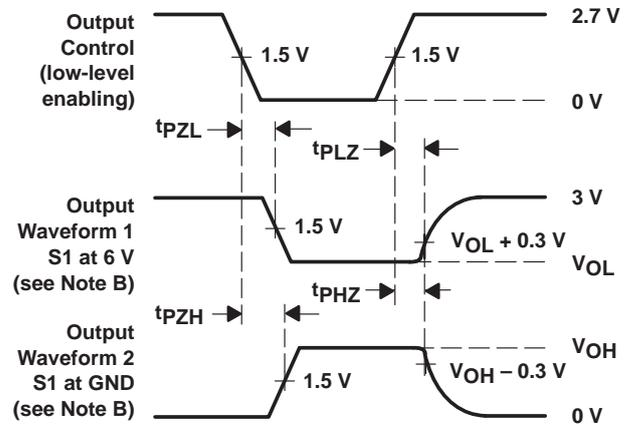 Output
Control
(low-level
enabling)
2.7 V
1.5 V
1.5 V
0 V
tPZL
tPLZ
Output
Waveform 1
S1 at 6 V
(see Note B)
3 V
1.5 V
VOL + 0.3 V
VOL
tPHZ
tPZH
Output
Waveform 2
S1 at GND
(see Note B)
VOH
1.5 V
VOH – 0.3 V
0 V